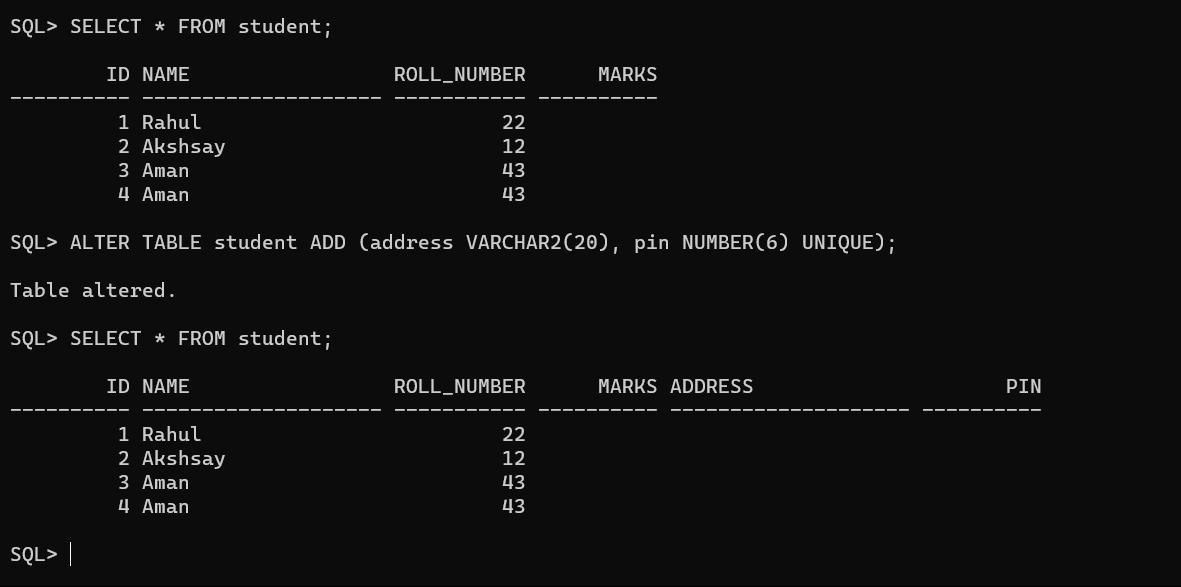 SQL> SELECT * FROM student;
        ID NAME                 ROLL_NUMBER      MARKS
---------- -------------------- ----------- ----------
         1 Rahul                         22
         2 Akshsay                       12
         3 Aman                          43
         4 Aman                          43
SQL> ALTER TABLE student ADD (address VARCHAR2(20), pin NUMBER(6) UNIQUE);
Table altered.
SQL> SELECT * FROM student;
        ID NAME                 ROLL_NUMBER      MARKS ADDRESS                     PIN
---------- -------------------- ----------- ---------- -------------------- ----------
         1 Rahul                         22
         2 Akshsay                       12
         3 Aman                          43
         4 Aman                          43
SQL>